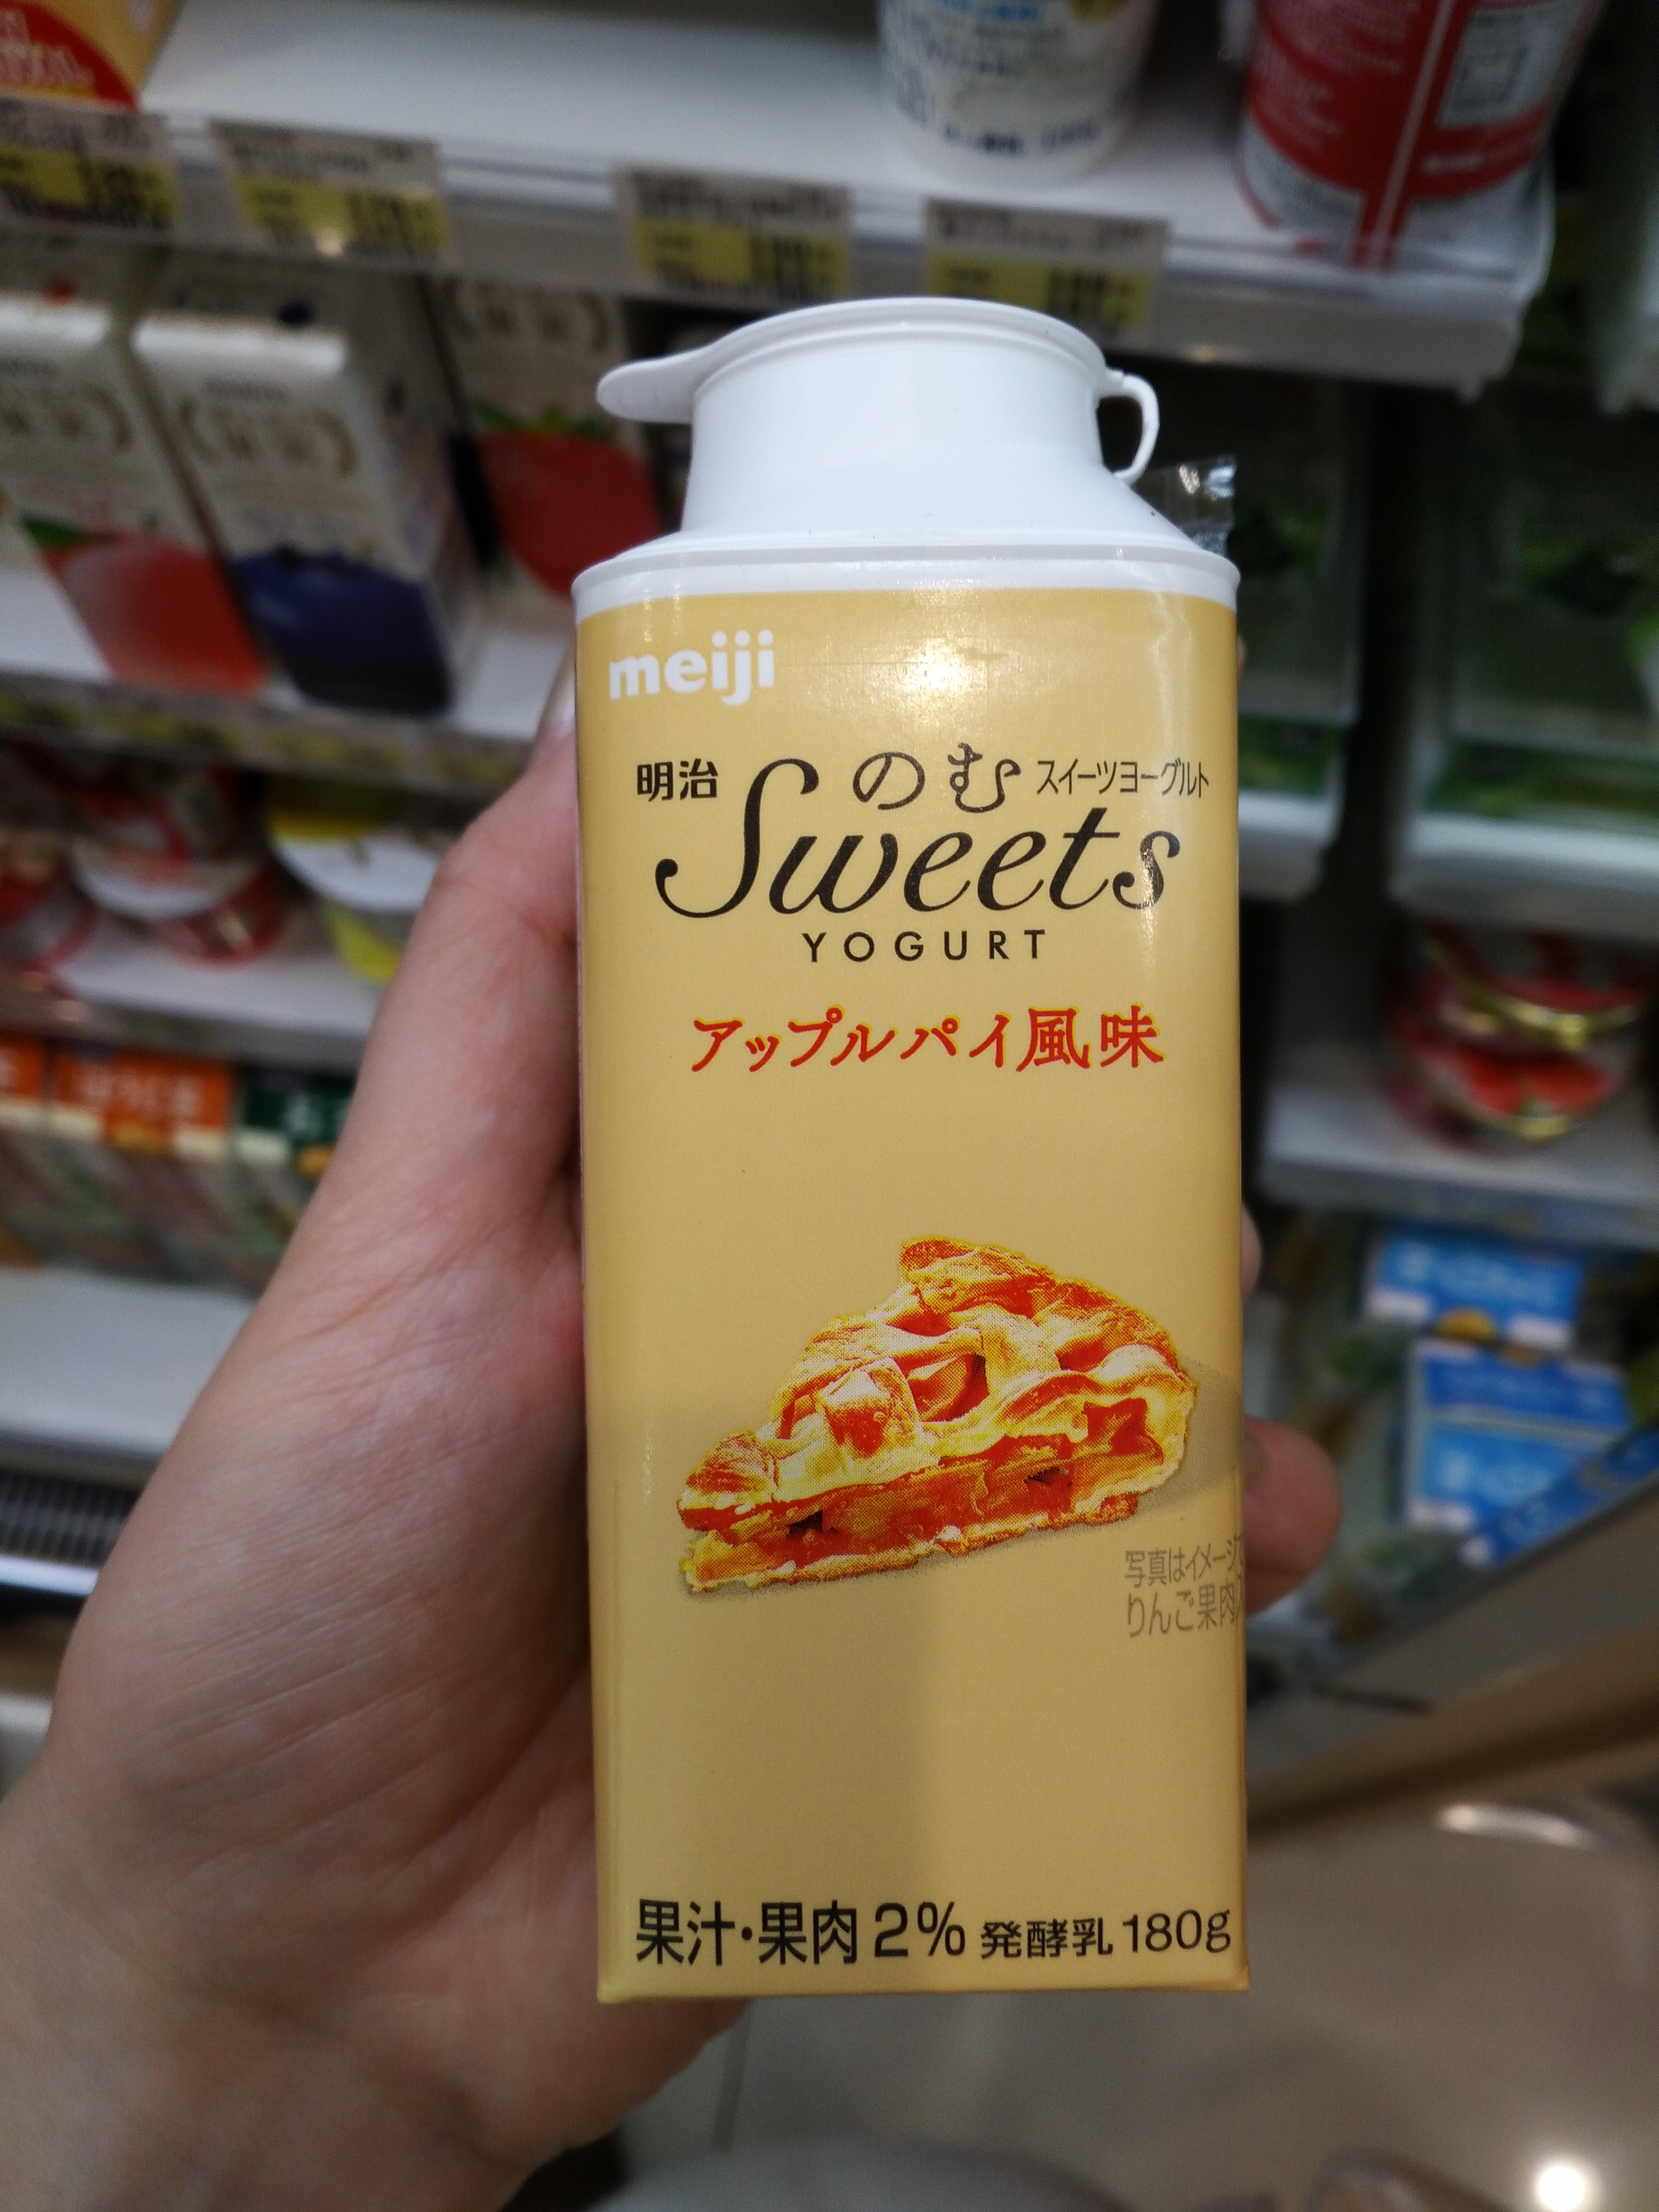 meiji
明治 のむ スイーツヨーグルト
Sweets
YOGURT
アップルパイ風味
写真はイメージ
りんご果肉
果汁・果肉2% 発酵乳 180g